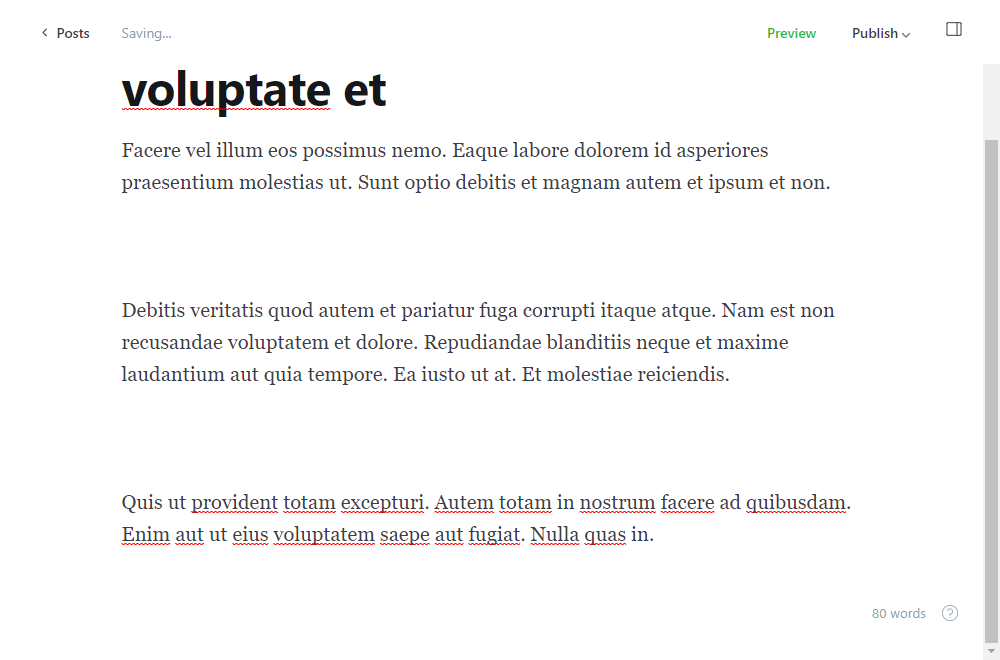 Posts
Saving...
Preview
Publish
voluptate et
Facere vel illum eos possimus nemo. Eaque labore dolorem id asperiores
praesentium molestias ut. Sunt optio debitis et magnam autem et ipsum et non.
Debitis veritatis quod autem et pariatur fuga corrupti itaque atque. Nam est non
recusandae voluptatem et dolore. Repudiandae blanditiis neque et maxime
laudantium aut quia tempore. Ea iusto ut at. Et molestiae reiciendis.
Quis ut provident totam excepturi. Autem totam in nostrum facere ad quibusdam.
Enim aut ut eius voluptatem saepe aut fugiat. Nulla quas in.
80 words
?